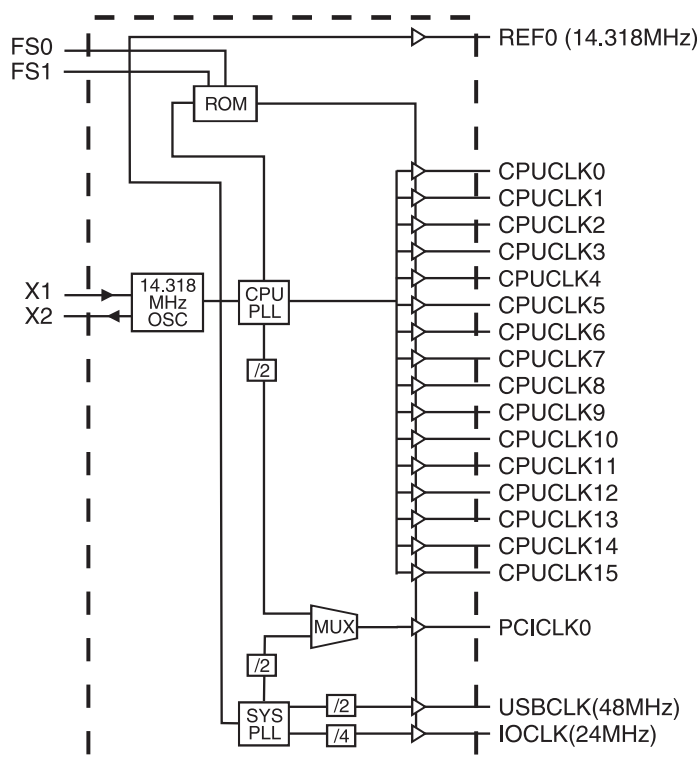 FS0
FS1
REF0 (14.318MHz)
ROM
CPUCLK0
CPUCLK1
CPUCLK2
CPUCLK3
CPUCLK4
CPUCLK5
CPUCLK6
CPUCLK7
CPUCLK8
CPUCLK9
CPUCLK10
CPUCLK11
CPUCLK12
CPUCLK13
CPUCLK14
CPUCLK15
X1
X2
14.318
MHz
OSC
CPU
PLL
/2
MUX
PCICLK0
/2
SYS
PLL
/2
/4
USBCLK(48MHz)
IOCLK(24MHz)